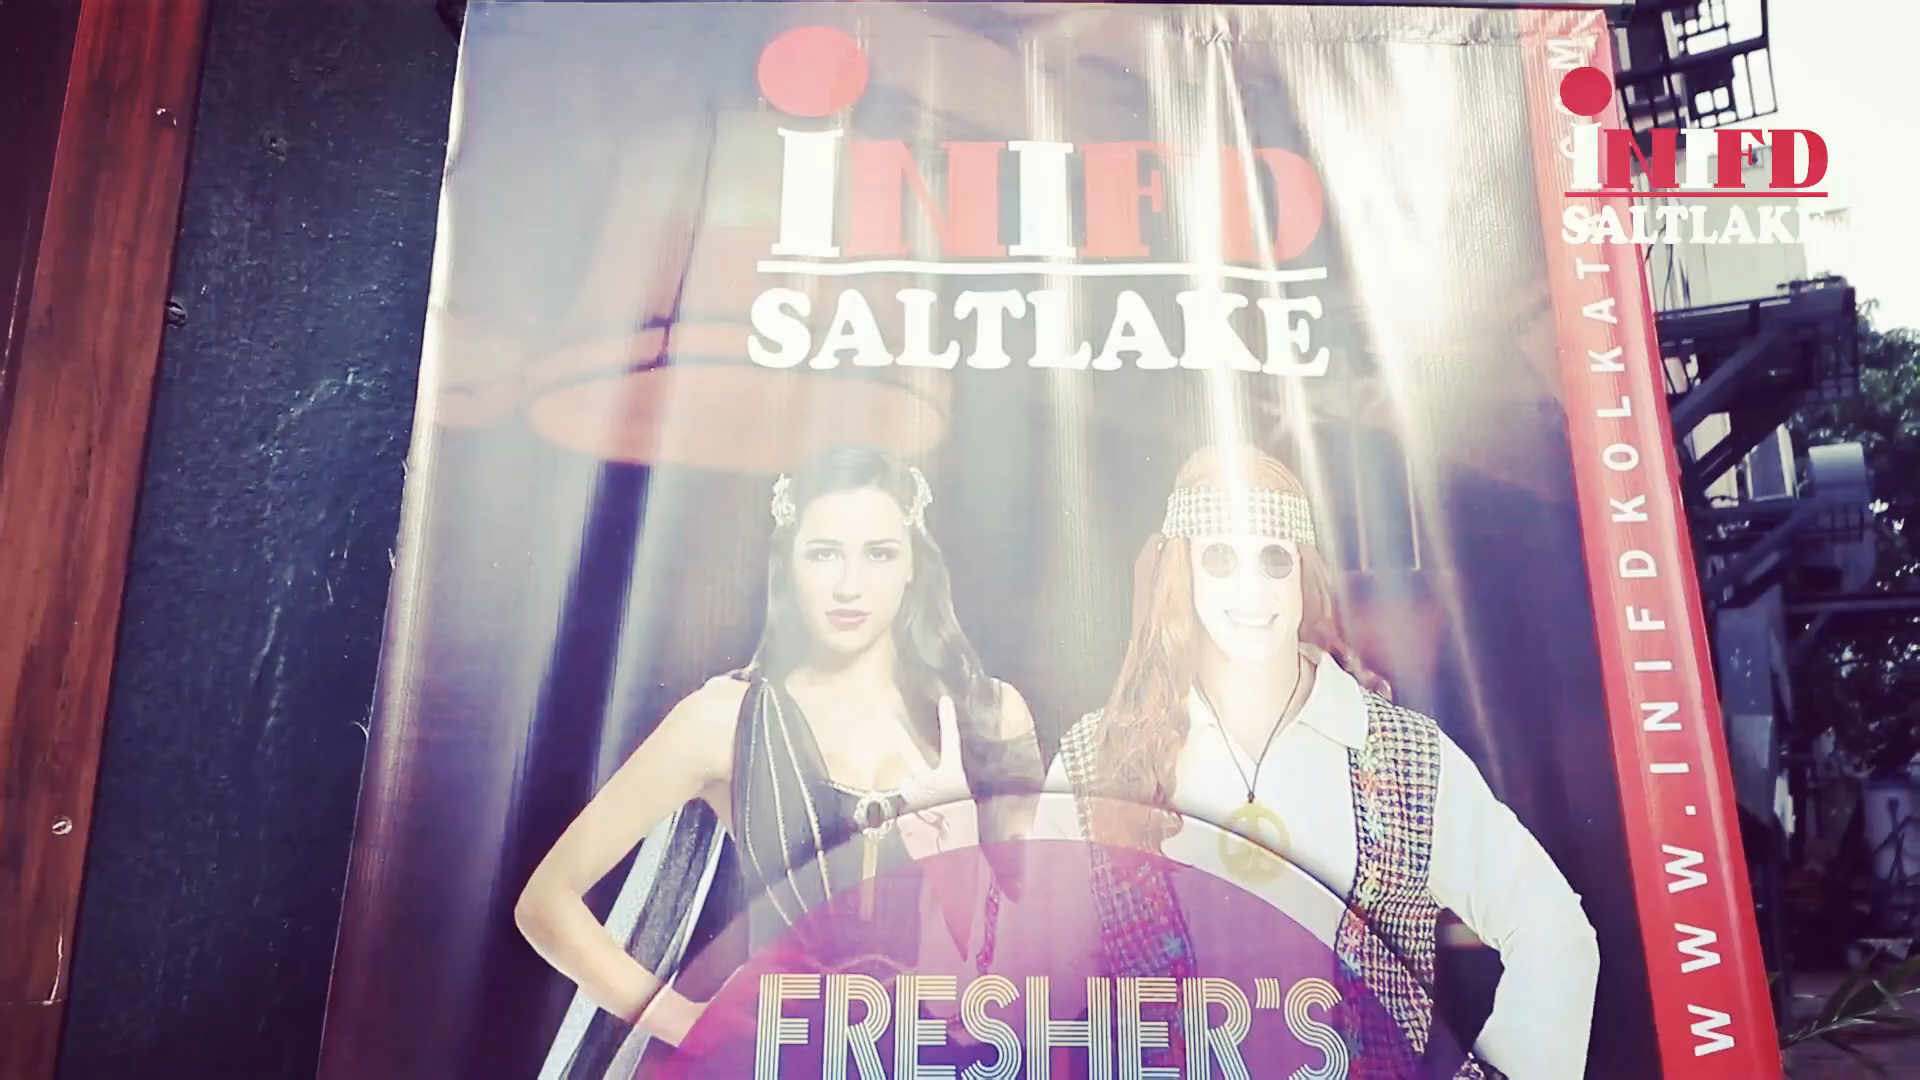 iNIFD
SALTLAKE
FRESHER"S
WWW.INIFDKOLKATA.COM
iNIFD
SALTLAKE